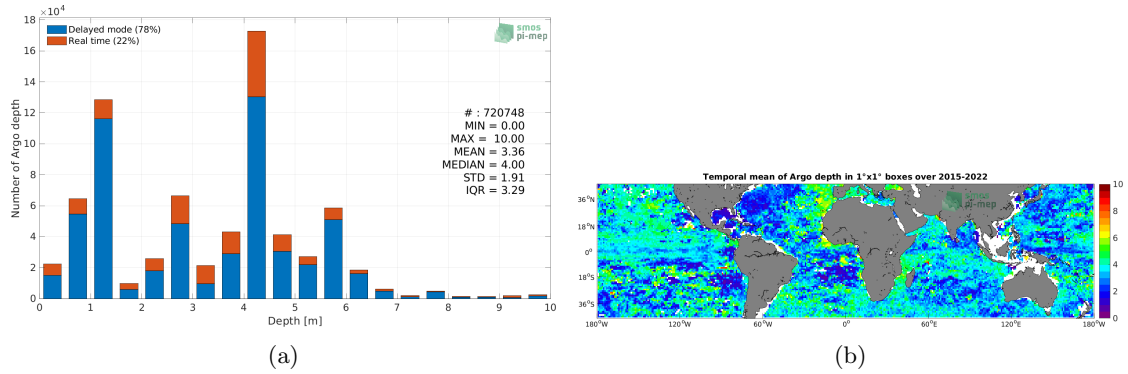 ×10⁴
18
16
14
12
10
8
6
4
2
0
Number of Argo depth
Delayed mode (78%)
Real time (22%)
smos
pi-mep
# : 720748
MIN = 0.00
MAX = 10.00
MEAN = 3.36
MEDIAN = 4.00
STD = 1.91
IQR = 3.29
0 1 2 3 4 5 6 7 8 9 10
Depth [m]
(a)
Temporal mean of Argo depth in 1°x1° boxes over 2015-2022
smos
pi-mep
36°N
18°N
0°
18°S
36°S
180°W 120°W 60°W 0° 60°E 120°E 180°W
10
8
6
4
2
0
(b)